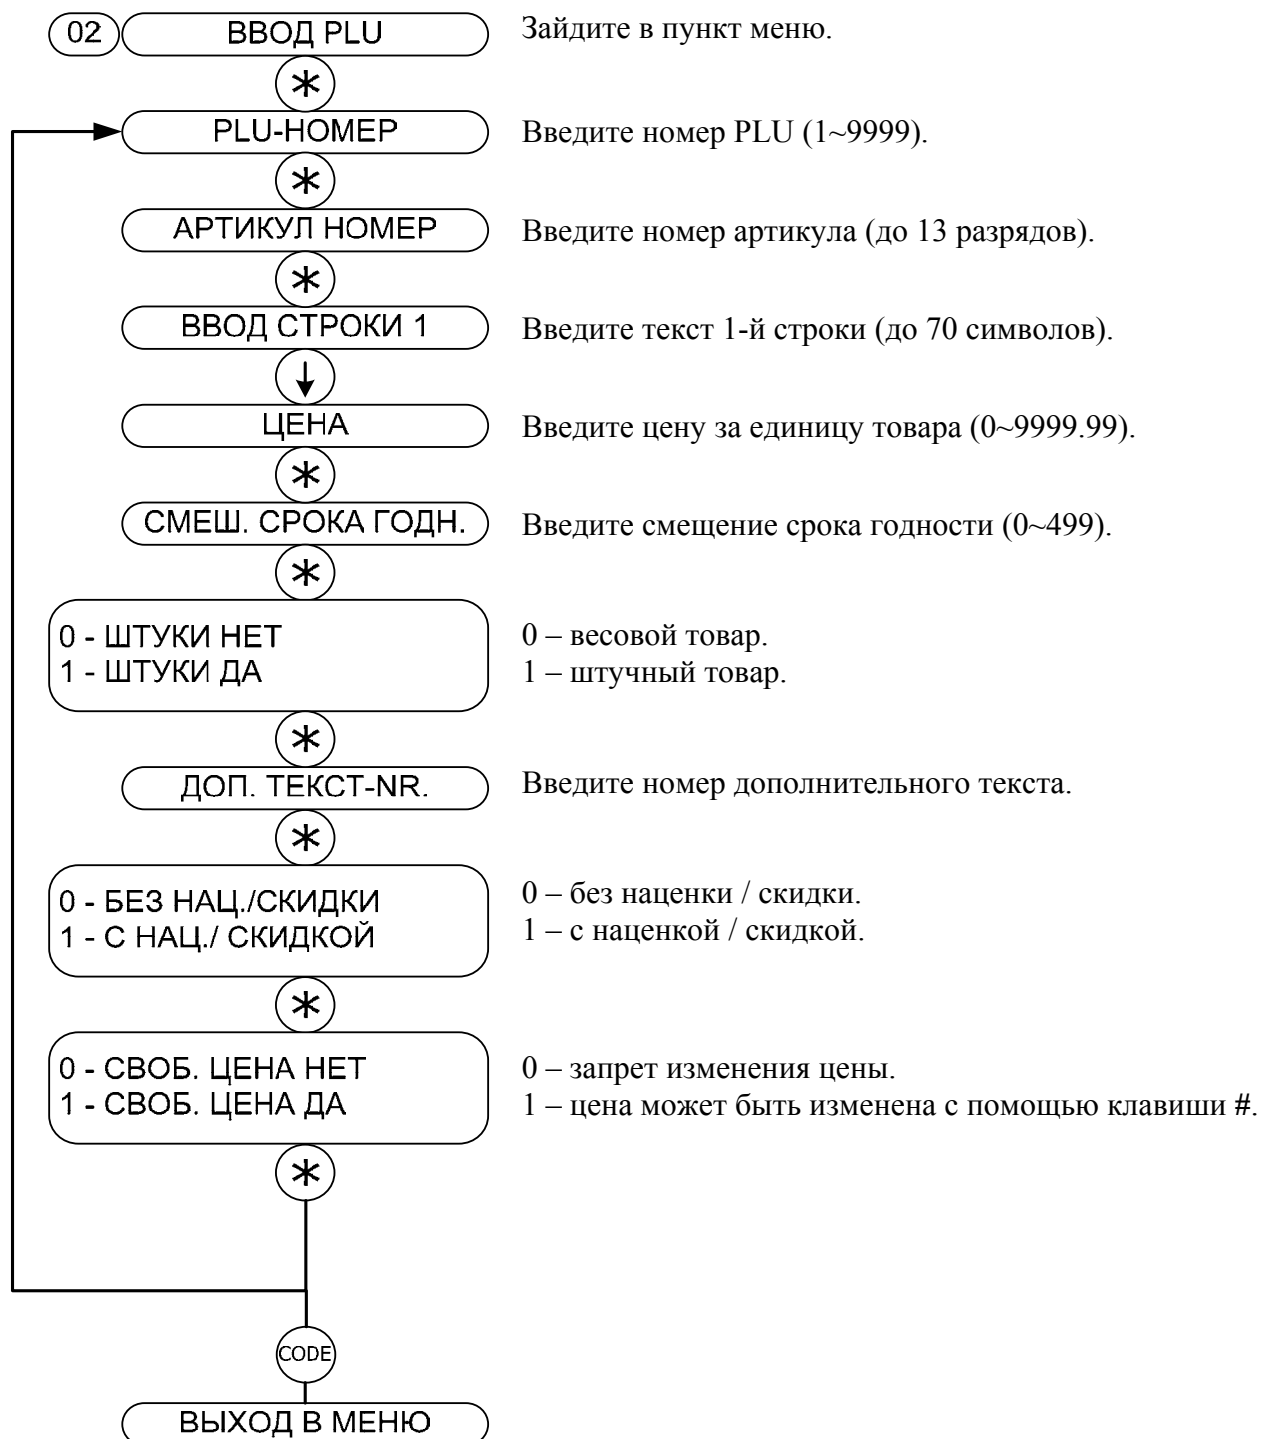 02 ВВОД PLU Зайдите в пункт меню.
*
PLU-НОМЕР Введите номер PLU (1~9999).
*
АРТИКУЛ НОМЕР Введите номер артикула (до 13 разрядов).
*
ВВОД СТРОКИ 1 Введите текст 1-й строки (до 70 символов).
↓
ЦЕНА Введите цену за единицу товара (0~9999.99).
*
СМЕШ. СРОКА ГОДН. Введите смещение срока годности (0~499).
*
0 - ШТУКИ НЕТ 0 – весовой товар.
1 - ШТУКИ ДА 1 – штучный товар.
*
ДОП. ТЕКСТ-NR. Введите номер дополнительного текста.
*
0 - БЕЗ НАЦ./СКИДКИ 0 – без наценки / скидки.
1 - С НАЦ./ СКИДКОЙ 1 – с наценкой / скидкой.
*
0 - СВОБ. ЦЕНА НЕТ 0 – запрет изменения цены.
1 - СВОБ. ЦЕНА ДА 1 – цена может быть изменена с помощью клавиши #.
*
CODE
ВЫХОД В МЕНЮ